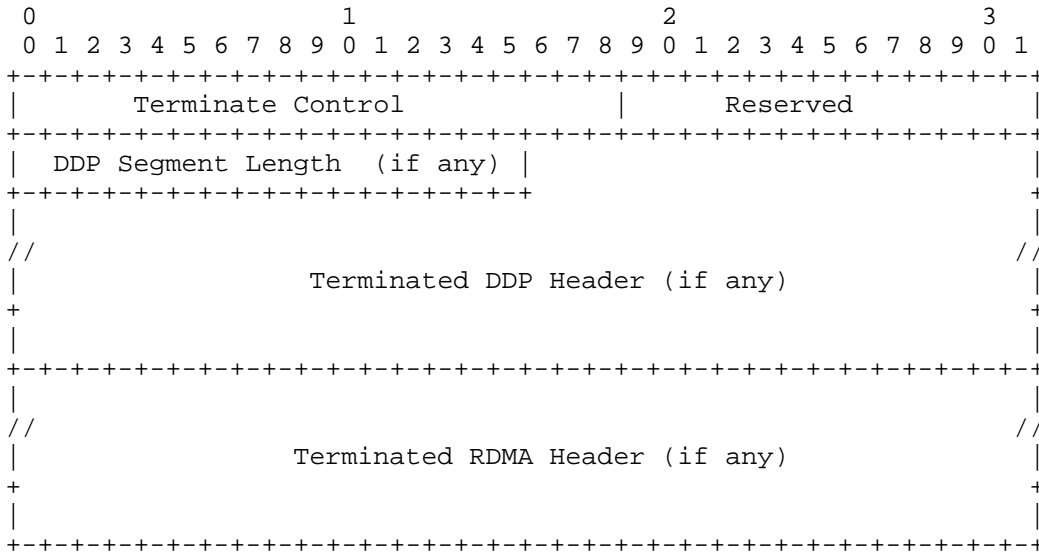 0                   1                   2                   3
 0 1 2 3 4 5 6 7 8 9 0 1 2 3 4 5 6 7 8 9 0 1 2 3 4 5 6 7 8 9 0 1
+-+-+-+-+-+-+-+-+-+-+-+-+-+-+-+-+-+-+-+-+-+-+-+-+-+-+-+-+-+-+-+-+
|       Terminate Control             |      Reserved           |
+-+-+-+-+-+-+-+-+-+-+-+-+-+-+-+-+-+-+-+-+-+-+-+-+-+-+-+-+-+-+-+-+
|  DDP Segment Length  (if any) |                               |
+-+-+-+-+-+-+-+-+-+-+-+-+-+-+-+-+                               +
|                                                               |
//                                                             //
|                  Terminated DDP Header (if any)               |
+                                                               +
|                                                               |
+-+-+-+-+-+-+-+-+-+-+-+-+-+-+-+-+-+-+-+-+-+-+-+-+-+-+-+-+-+-+-+-+
|                                                               |
//                                                             //
|                 Terminated RDMA Header (if any)               |
+                                                               +
|                                                               |
+-+-+-+-+-+-+-+-+-+-+-+-+-+-+-+-+-+-+-+-+-+-+-+-+-+-+-+-+-+-+-+-+